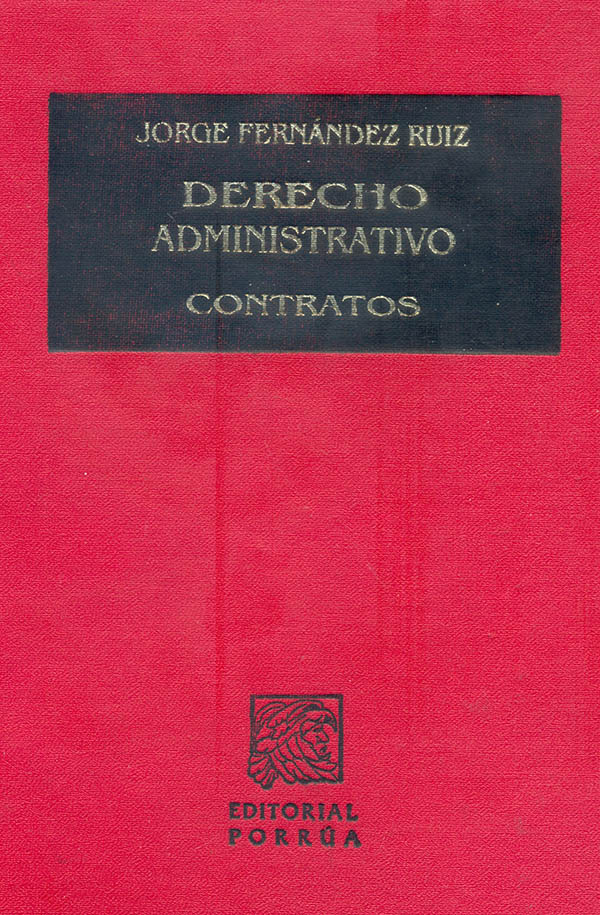 JORGE FERNÁNDEZ RUIZ
DERECHO
ADMINISTRATIVO
CONTRATOS
EDITORIAL
PORRÚA